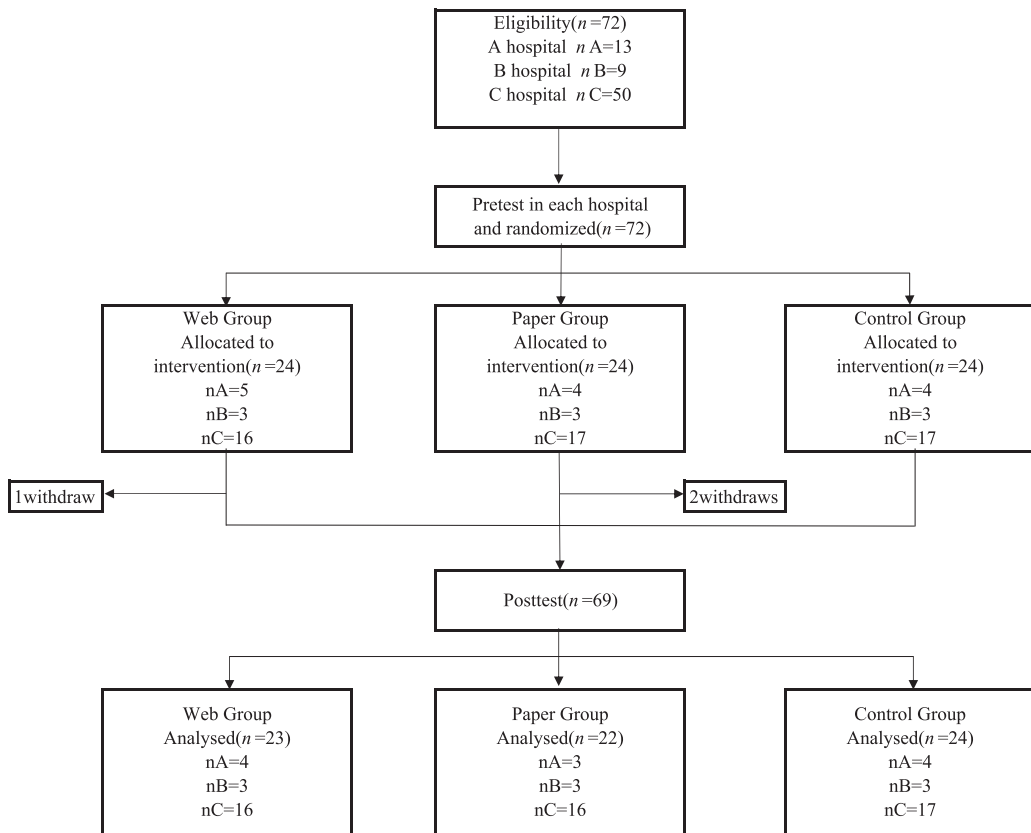 Eligibility(n=72)
A hospital n A=13
B hospital n B=9
C hospital n C=50
Pretest in each hospital
and randomized(n=72)
Web Group
Allocated to
intervention(n=24)
nA=5
nB=3
nC=16
Paper Group
Allocated to
intervention(n=24)
nA=4
nB=3
nC=17
Control Group
Allocated to
intervention(n=24)
nA=4
nB=3
nC=17
1withdraw
2withdraws
Posttest(n=69)
Web Group
Analysed(n=23)
nA=4
nB=3
nC=16
Paper Group
Analysed(n=22)
nA=3
nB=3
nC=16
Control Group
Analysed(n=24)
nA=4
nB=3
nC=17